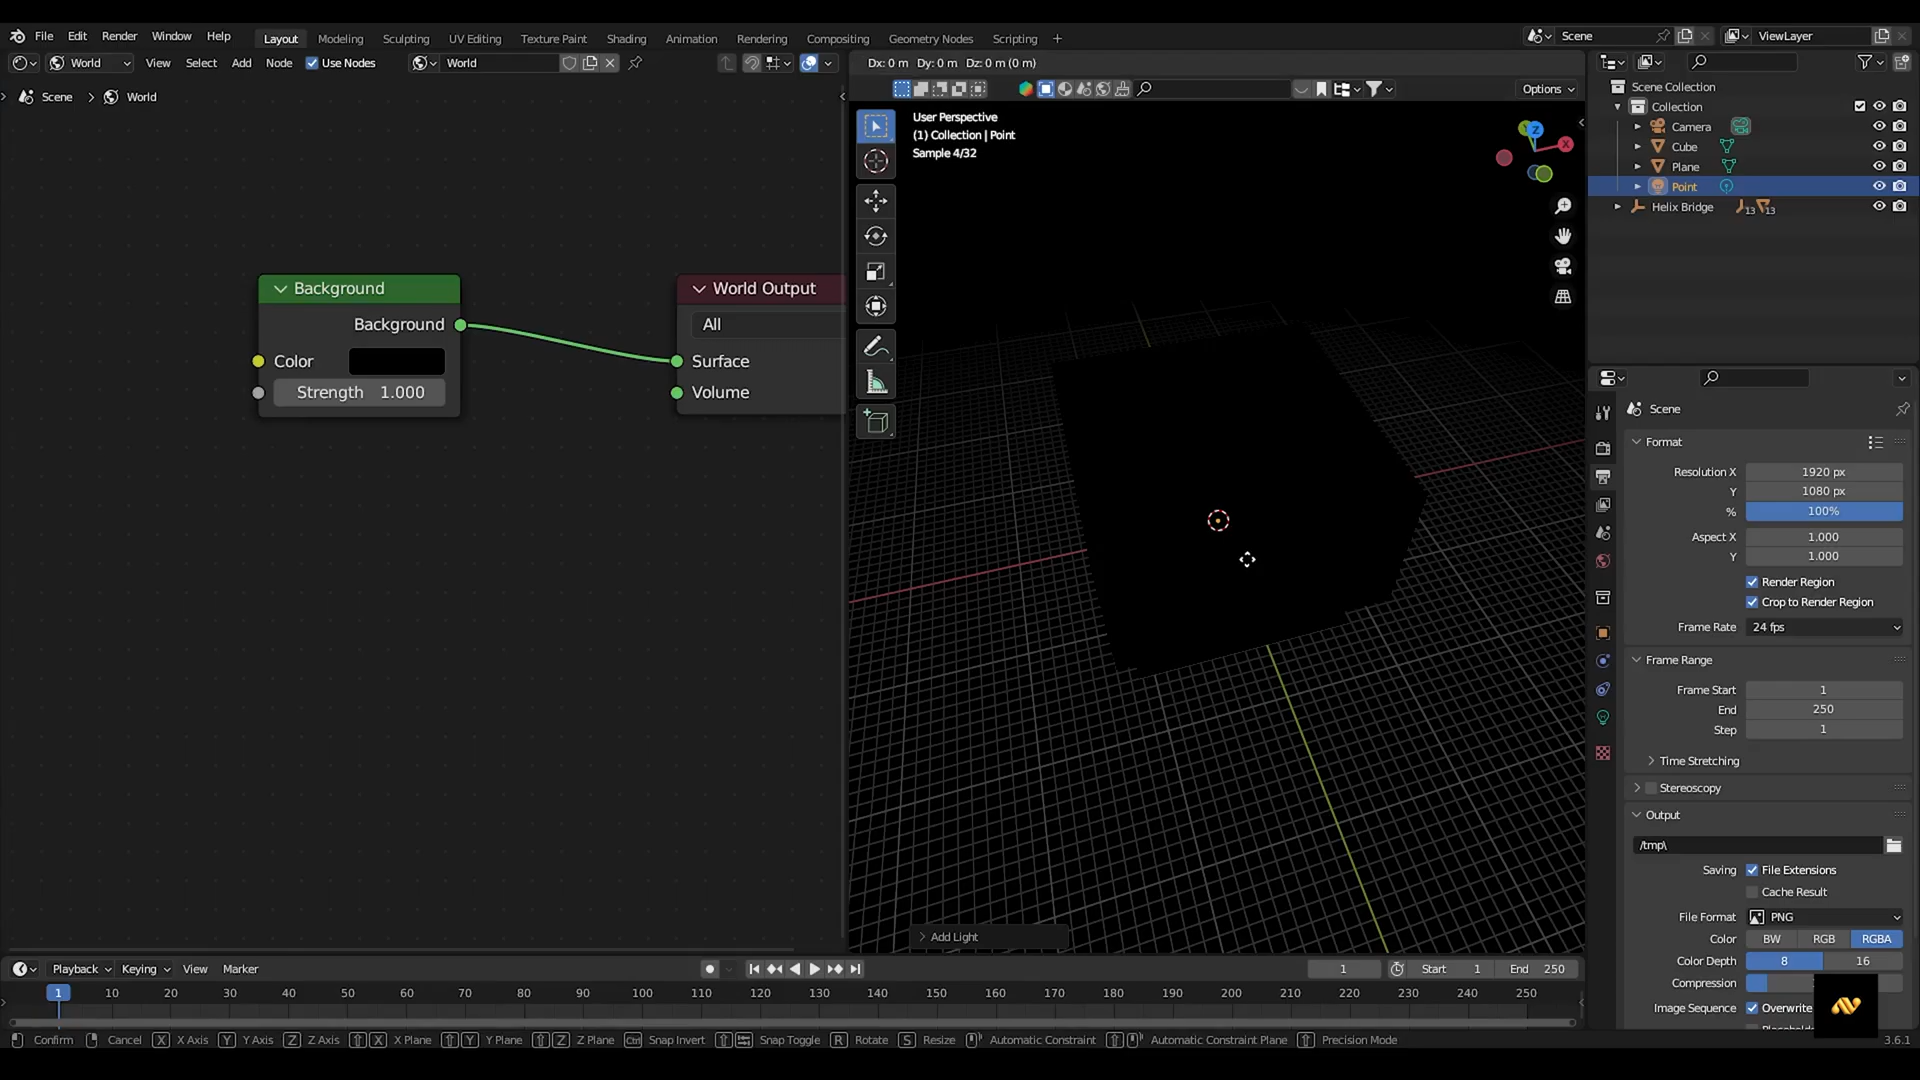 File Edit Render Window Help Layout Modeling Sculpting UV Editing Texture Paint Shading Animation Rendering Compositing Geometry Nodes Scripting Scene ViewLayer
World View Select Add Node Use Nodes World
Dx: 0 m Dy: 0 m Dz: 0 m (0 m)
Options
Scene World
User Perspective
(1) Collection | Point
Sample 4/32
Z
X
Background
Background
Color
Strength 1.000
World Output
All
Surface
Volume
Add Light
Scene Collection
Collection
Camera
Cube
Plane
Point
Helix Bridge 13 13
Scene
Format
Resolution X 1920 px
Y 1080 px
% 100%
Aspect X 1.000
Y 1.000
Render Region
Crop to Render Region
Frame Rate 24 fps
Frame Range
Frame Start 1
End 250
Step 1
Time Stretching
Stereoscopy
Output
/tmp\
Saving File Extensions
Cache Result
File Format PNG
Color BW RGB RGBA
Color Depth 8 16
Compression
Image Sequence Overwrite
Playback Keying View Marker 1 Start 1 End 250
1 10 20 30 40 50 60 70 80 90 100 110 120 130 140 150 160 170 180 190 200 210 220 230 240 250
Confirm Cancel X X Axis Y Y Axis Z Z Axis X X Plane Y Y Plane Z Z Plane Ctrl Snap Invert Snap Toggle R Rotate S Resize Automatic Constraint Automatic Constraint Plane Precision Mode 3.6.1